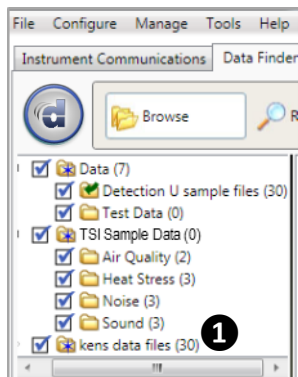 File Configure Manage Tools Help
Instrument Communications Data Finder
d Browse R
Data (7)
Detection U sample files (30)
Test Data (0)
TSI Sample Data (0)
Air Quality (2)
Heat Stress (3)
Noise (3)
Sound (3)
kens data files (30) 1